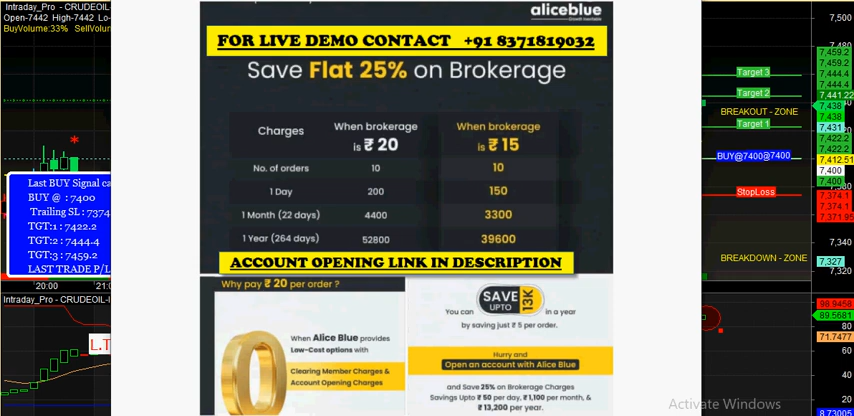 Intraday_Pro - CRUDEOIL-I
Open-7442 High-7442 Lo-
BuyVolume:33% SellVolum
Last BUY Signal ca
BUY @ : 7400
Trailing SL : 7374
TGT:1 : 7422.2
TGT:2 : 7444.4
TGT:3 : 7459.2
LAST TRADE P/L
20:00 21:0
Intraday_Pro - CRUDEOIL-I
L.T
aliceblue
FOR LIVE DEMO CONTACT +91 8371819032
Save Flat 25% on Brokerage
Charges When brokerage is ₹ 20 When brokerage is ₹ 15
No. of orders 10 10
1 Day 200 150
1 Month (22 days) 4400 3300
1 Year (264 days) 52800 39600
ACCOUNT OPENING LINK IN DESCRIPTION
Why pay ₹ 20 per order ?
When Alice Blue provides
Low-Cost options with
Clearing Member Charges &
Account Opening Charges
SAVE
UPTO
13K
You can in a year
by saving just ₹ 5 per order.
Hurry and
Open an account with Alice Blue
and Save 25% on Brokerage Charges
Savings Upto ₹ 50 per day, ₹ 1,100 per month, &
₹ 13,200 per year.
Target 3
Target 2
BREAKOUT - ZONE
Target 1
BUY@7400@7400
StopLoss
BREAKDOWN - ZONE
7,500
7,480
7,459.2
7,459.2
7,444.4
7,444.4
7,441.22
7,438
7,438
7,431
7,422.2
7,422.2
7,412.51
7,400
7,400
7,374.1
7,374.1
7,371.95
7,340
7,327
7,320
98.9458
89.5681
80
71.7477
60
40
20
8.73005
Activate Windows